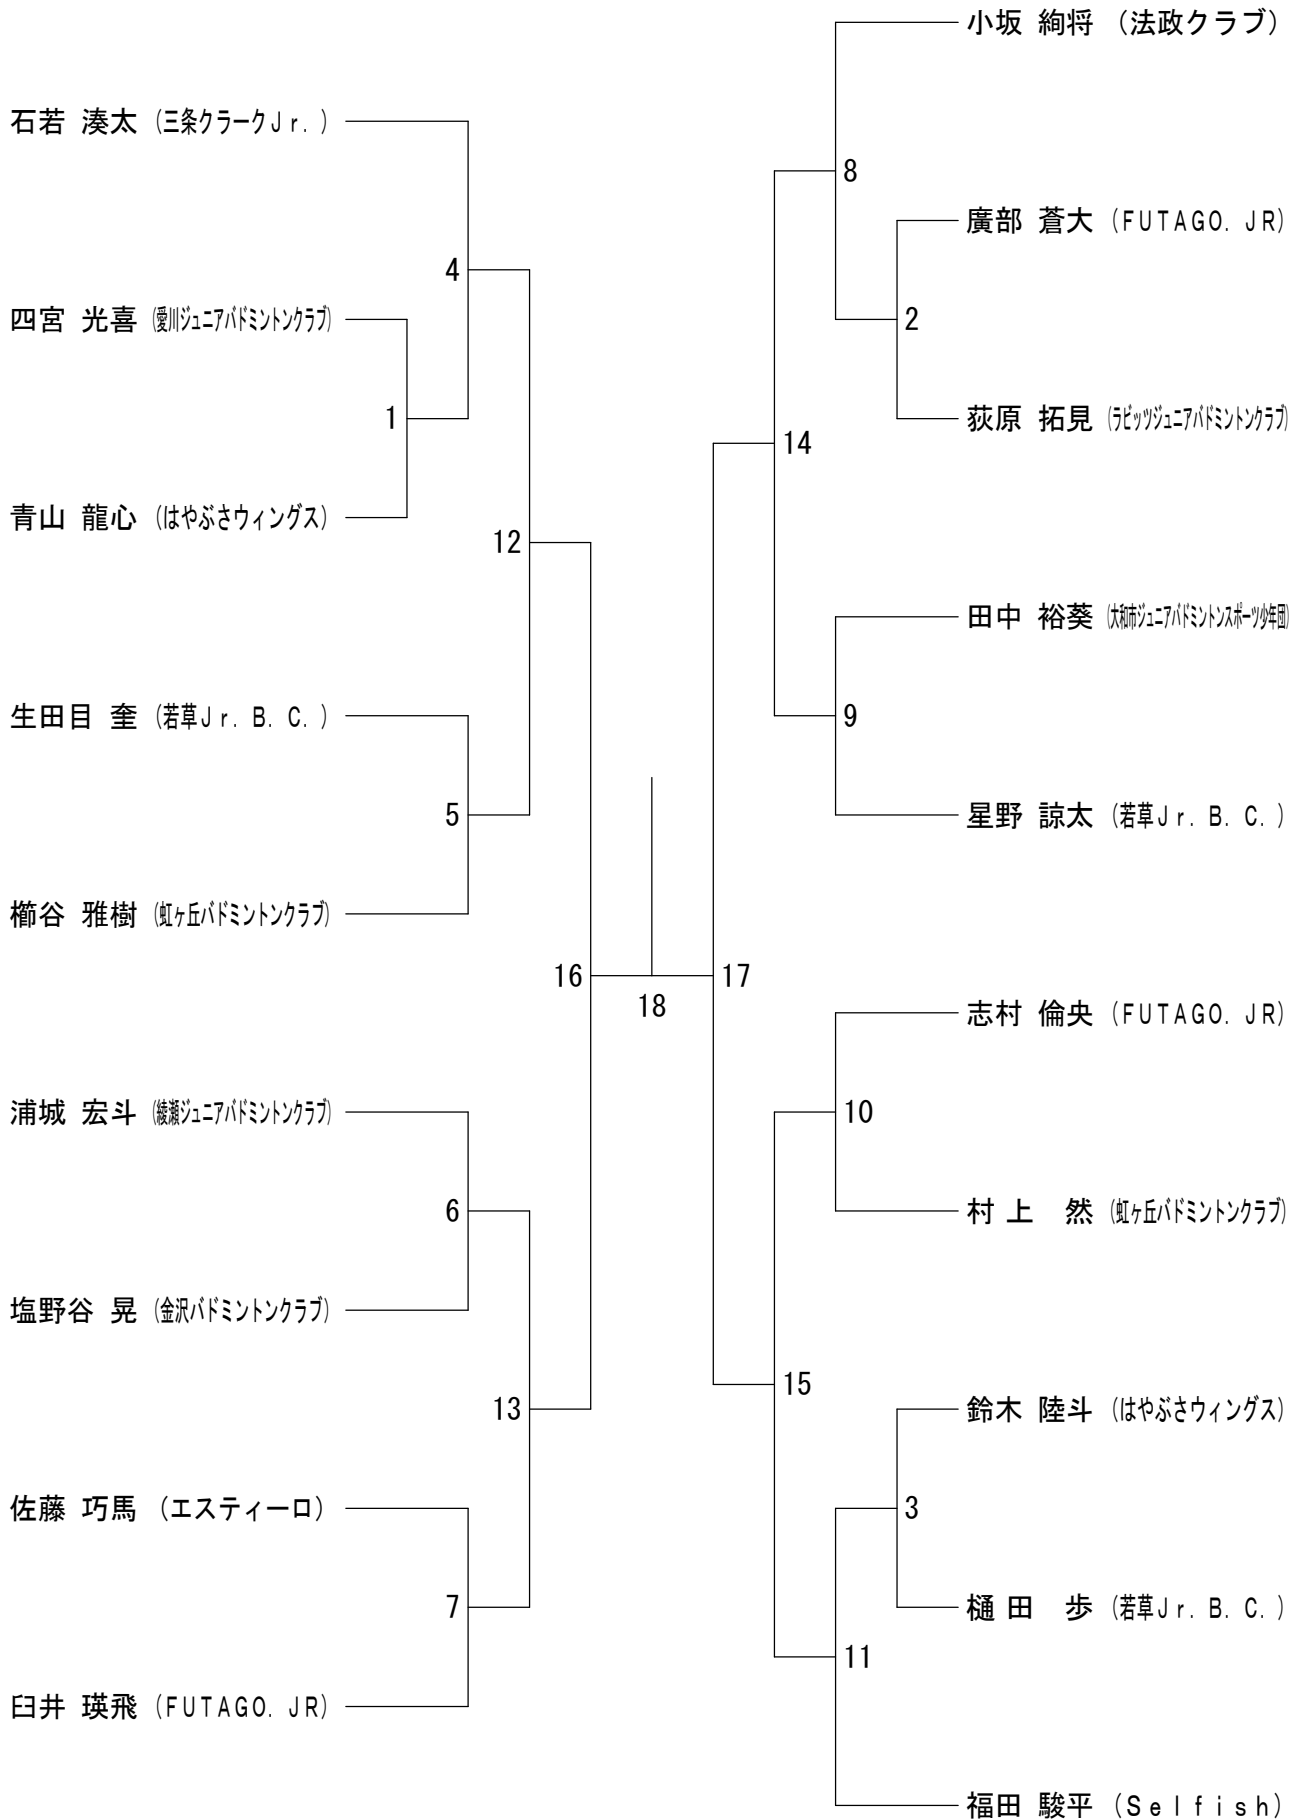 石若 湊太 (三条クラークJr.)
四宮 光喜 (愛川ジュニアバドミントンクラブ)
青山 龍心 (はやぶさウィングス)
生田目 奎 (若草Jr.B.C.)
櫛谷 雅樹 (虹ヶ丘バドミントンクラブ)
浦城 宏斗 (綾瀬ジュニアバドミントンクラブ)
塩野谷 晃 (金沢バドミントンクラブ)
佐藤 巧馬 (エスティーロ)
臼井 瑛飛 (FUTAGO.JR)
1
4
5
6
7
12
13
16
18
17
14
15
8
9
10
11
2
3
小坂 絢将 (法政クラブ)
廣部 蒼大 (FUTAGO.JR)
荻原 拓見 (ラビッツジュニアバドミントンクラブ)
田中 裕葵 (大和市ジュニアバドミントンスポーツ少年団)
星野 諒太 (若草Jr.B.C.)
志村 倫央 (FUTAGO.JR)
村上 然 (虹ヶ丘バドミントンクラブ)
鈴木 陸斗 (はやぶさウィングス)
樋田 歩 (若草Jr.B.C.)
福田 駿平 (Selfish)